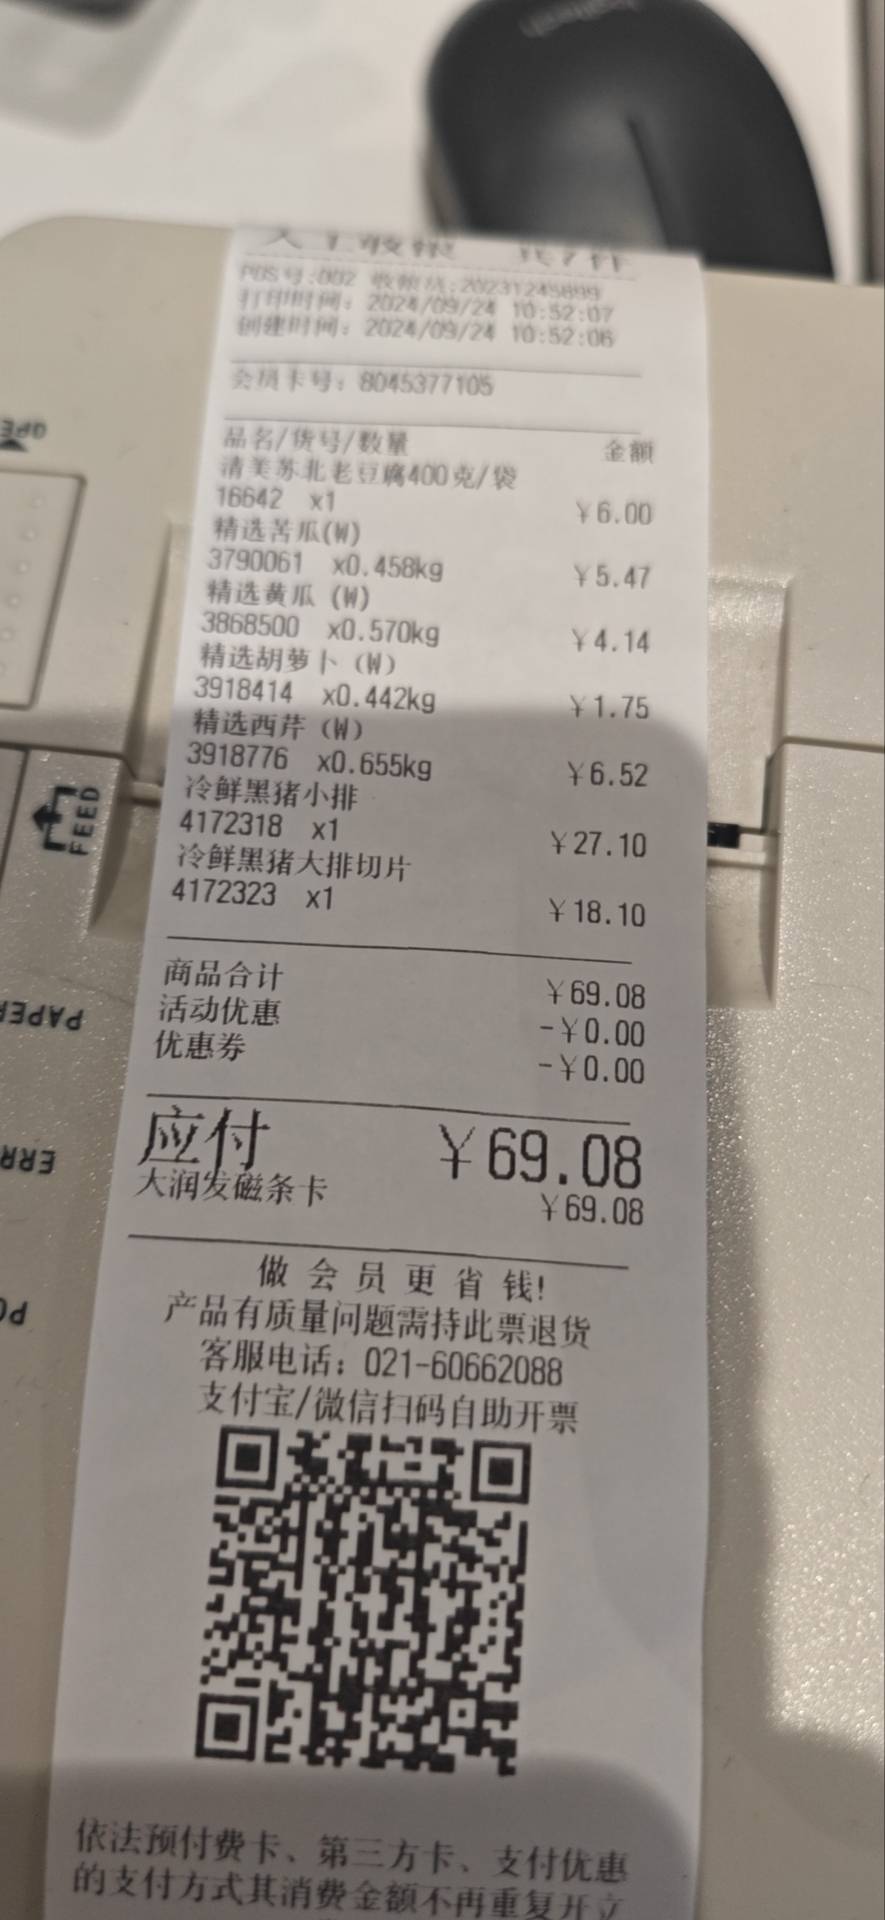 人工收银 共7件
POS号:002 收银员:20231245899
打印时间: 2024/09/24 10:52:07
创建时间: 2024/09/24 10:52:06
会员卡号: 8045377105
品名/货号/数量 金额
清美苏北老豆腐400克/袋
16642 x1 ¥6.00
精选苦瓜(W)
3790061 x0.458kg ¥5.47
精选黄瓜 (W)
3868500 x0.570kg ¥4.14
精选胡萝卜 (W)
3918414 x0.442kg ¥1.75
精选西芹 (W)
3918776 x0.655kg ¥6.52
冷鲜黑猪小排
4172318 x1 ¥27.10
冷鲜黑猪大排切片
4172323 x1 ¥18.10
商品合计 ¥69.08
活动优惠 -¥0.00
优惠券 -¥0.00
应付 ¥69.08
大润发磁条卡 ¥69.08
做会员更省钱!
产品有质量问题需持此票退货
客服电话: 021-60662088
支付宝/微信扫码自助开票
依法预付费卡、第三方卡、支付优惠
的支付方式其消费金额不再重复开立
FEED
PAPER
ERR
PO
OPE